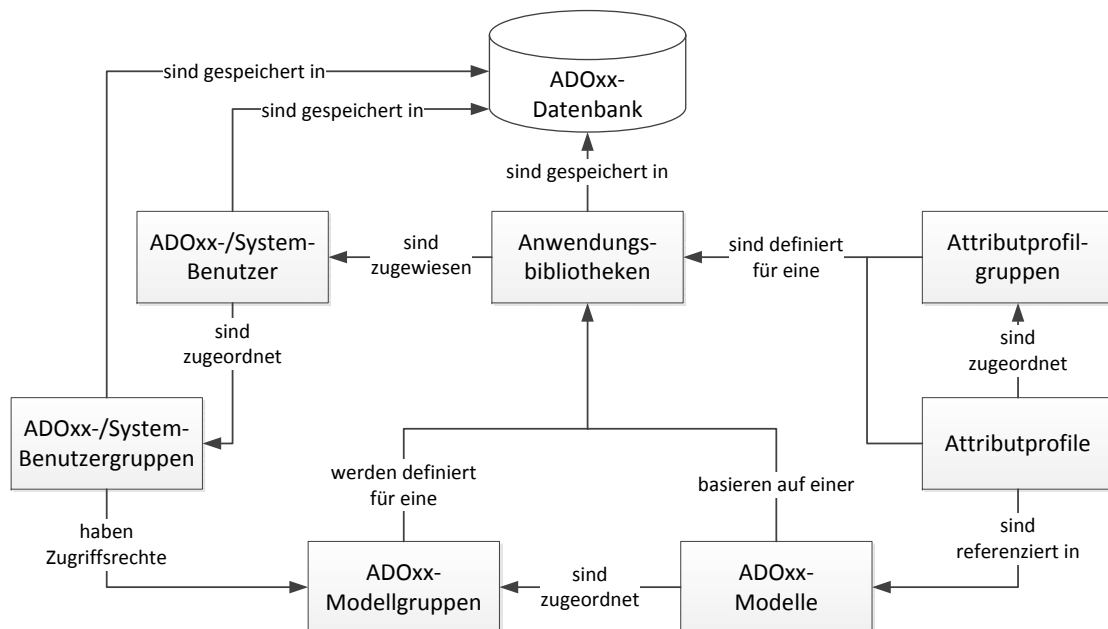 ADOxx-
Datenbank
sind gespeichert in
sind gespeichert in
sind gespeichert in
ADOxx-/System-
Benutzer
sind
zugewiesen
Anwendungs-
bibliotheken
sind definiert
für eine
Attributprofil-
gruppen
sind
zugeordnet
sind
zugeordnet
ADOxx-/System-
Benutzergruppen
Attributprofile
werden definiert
für eine
basieren auf einer
haben
Zugriffsrechte
sind
referenziert in
ADOxx-
Modellgruppen
sind
zugeordnet
ADOxx-
Modelle